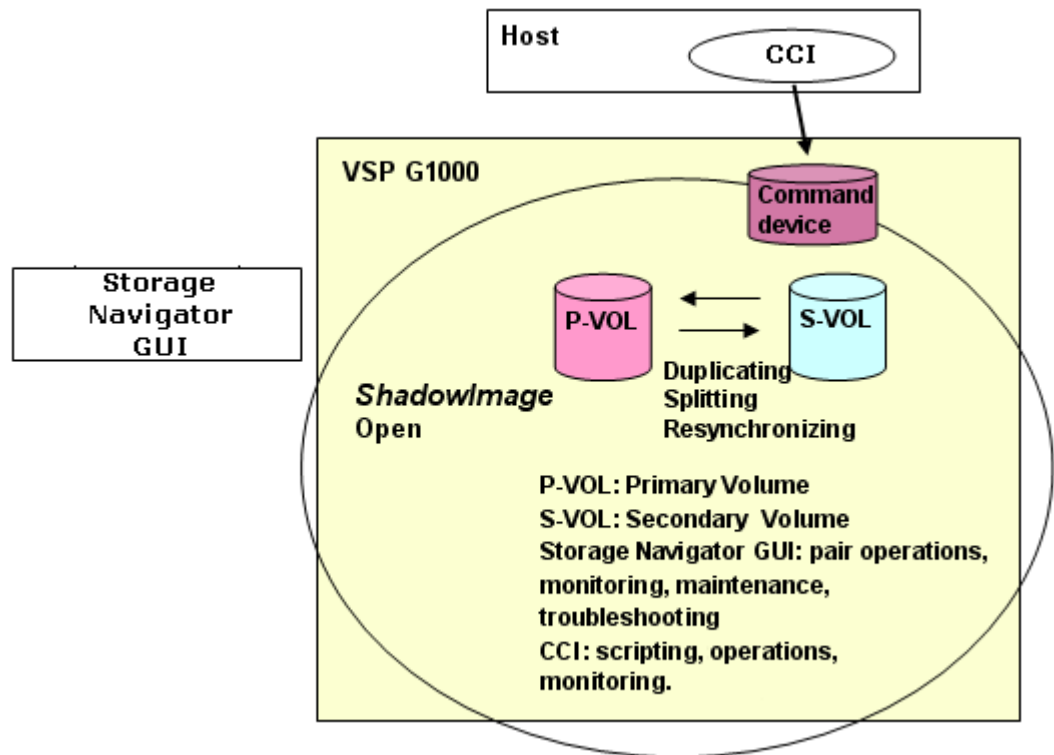 Host
CCI
VSP G1000
Command
device
Storage
Navigator
GUI
P-VOL
S-VOL
Duplicating
Splitting
Resynchronizing
ShadowImage
Open
P-VOL: Primary Volume
S-VOL: Secondary Volume
Storage Navigator GUI: pair operations,
monitoring, maintenance,
troubleshooting
CCI: scripting, operations,
monitoring.